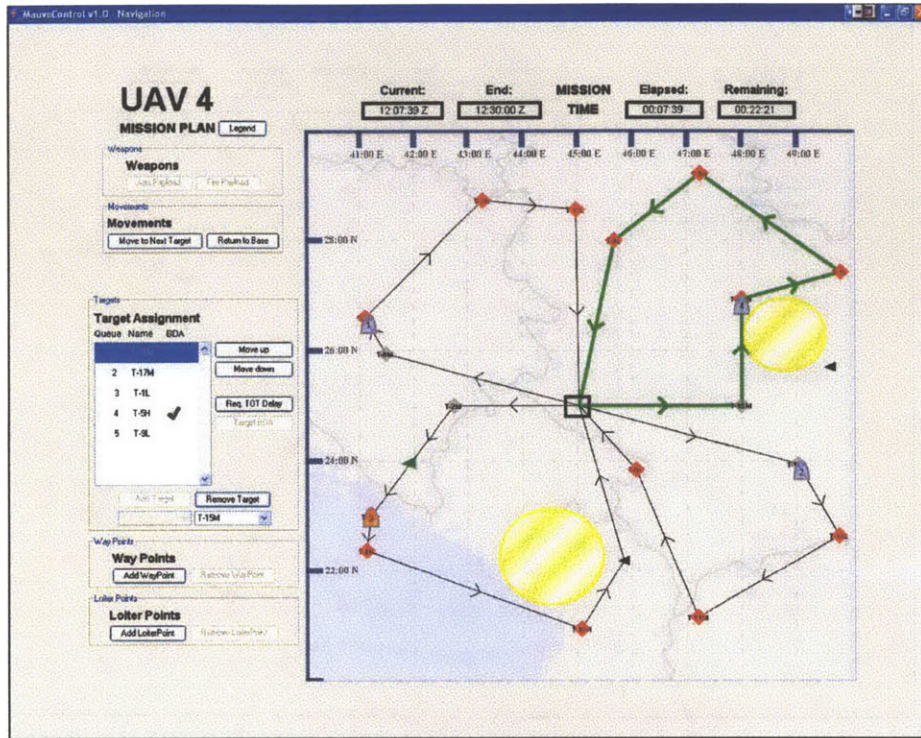 MauveControl v1.0 Navigation
UAV 4
MISSION PLAN Legend
Current: End: MISSION TIME Elapsed: Remaining:
12:07:39 Z 12:30:00 Z 00:07:39 00:22:21
Weapons
Weapons
Movements
Movements
Move to Next Target Return to Base
Targets
Target Assignment
Queue Name BDA
2 T-17M
3 T-1L
4 T-5H
5 T-9L
Move up
Move down
Req. TOT Delay
Add Target Remove Target
T-15M
Way Points
Way Points
Add WayPoint Remove WayPoint
Loiter Points
Loiter Points
Add LoiterPoint Remove LoiterPoint
41:00 E 42:00 E 43:00 E 44:00 E 45:00 E 46:00 E 47:00 E 48:00 E 49:00 E
28:00 N
26:00 N
24:00 N
22:00 N